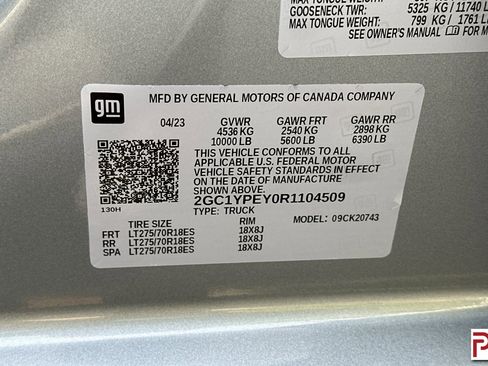 MAX TONGUE WEIGHT:
GOOSENECK TWR: 5325 KG / 11740 L
MAX TONGUE WEIGHT: 799 KG / 1761 L
SEE OWNER'S MANUAL FOR M
gm
MFD BY GENERAL MOTORS OF CANADA COMPANY
04/23 GVWR GAWR FRT GAWR RR
4536 KG 2540 KG 2898 KG
10000 LB 5600 LB 6390 LB
THIS VEHICLE CONFORMS TO ALL
APPLICABLE U.S. FEDERAL MOTOR
VEHICLE SAFETY STANDARDS IN EFFECT ON
THE DATE OF MANUFACTURE
SHOWN ABOVE.
2GC1YPEY0R1104509
TYPE: TRUCK MODEL: 09CK20743
130H
TIRE SIZE RIM
FRT LT275/70R18ES 18X8J
RR LT275/70R18ES 18X8J
SPA LT275/70R18ES 18X8J
P